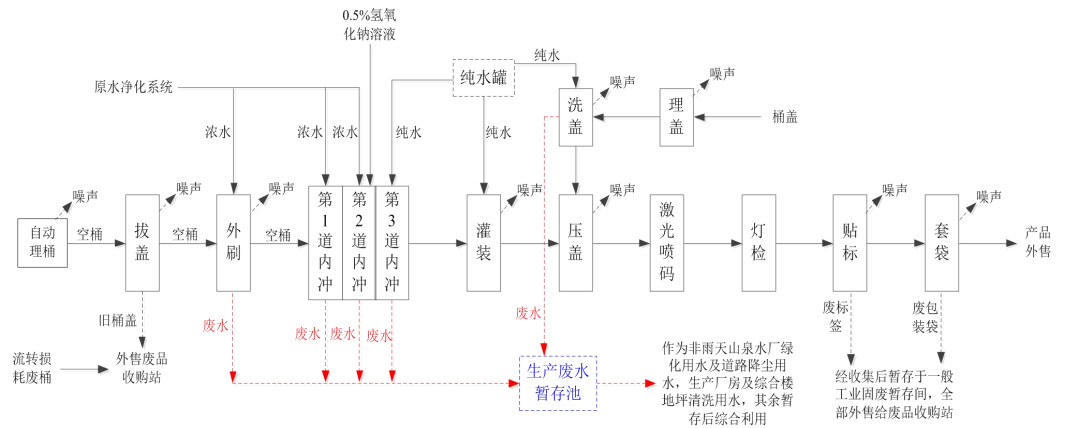 0.5%氢氧
化钠溶液
原水净化系统
纯水罐
纯水
噪声
噪声
洗盖
理盖
桶盖
浓水
浓水
浓水
纯水
纯水
噪声
噪声
噪声
噪声
噪声
噪声
噪声
自动
理桶
空桶
拔盖
空桶
外刷
空桶
第1道内冲
第2道内冲
第3道内冲
灌装
压盖
激光喷码
灯检
贴标
套袋
产品
外售
旧桶盖
废水
废水
废水
废水
废水
废标
签
废包
装袋
流转损
耗废桶
外售废品
收购站
生产废水
暂存池
作为非雨天山泉水厂绿
化用水及道路降尘用
水，生产厂房及综合楼
地坪清洗用水，其余暂
存后综合利用
经收集后暂存于一般
工业固废暂存间，全
部外售给废品收购站